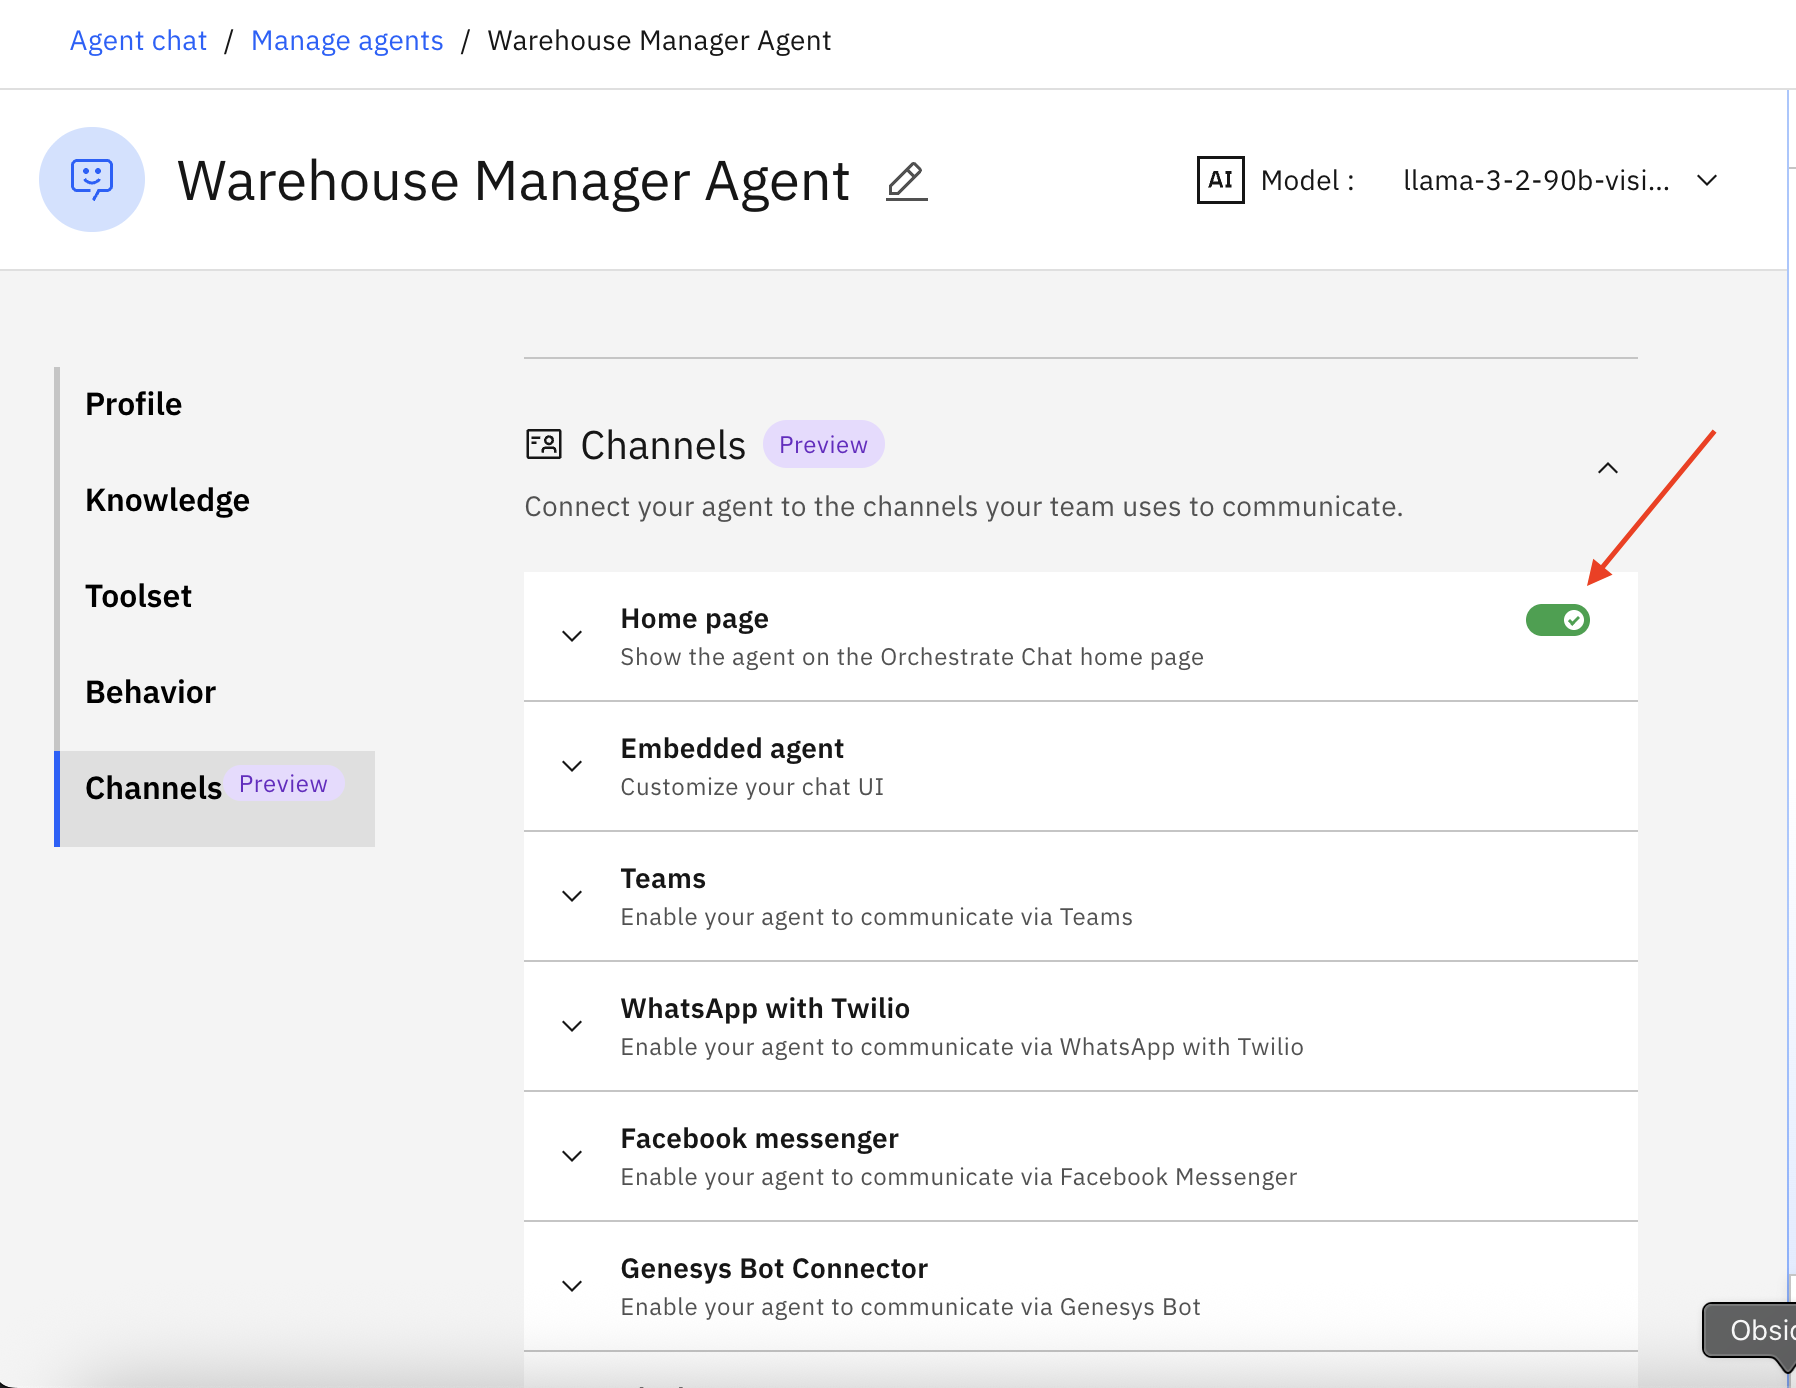 Agent chat / Manage agents / Warehouse Manager Agent
Warehouse Manager Agent
AI Model : llama-3-2-90b-visi...
Profile
Knowledge
Toolset
Behavior
Channels Preview
Channels Preview
Connect your agent to the channels your team uses to communicate.
Home page
Show the agent on the Orchestrate Chat home page
Embedded agent
Customize your chat UI
Teams
Enable your agent to communicate via Teams
WhatsApp with Twilio
Enable your agent to communicate via WhatsApp with Twilio
Facebook messenger
Enable your agent to communicate via Facebook Messenger
Genesys Bot Connector
Enable your agent to communicate via Genesys Bot